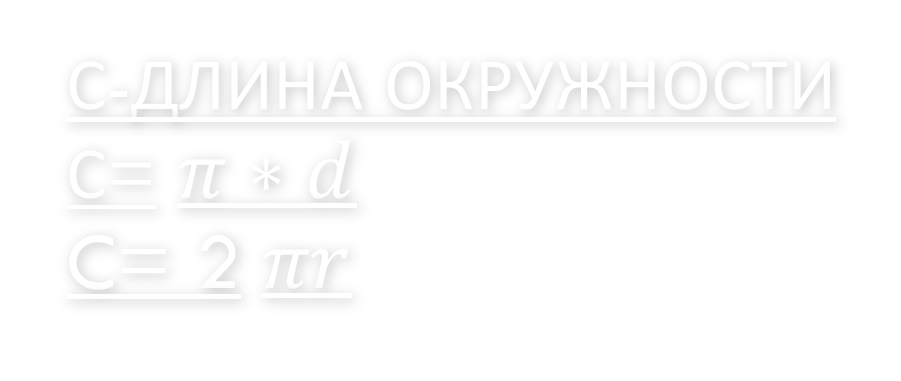 С-ДЛИНА ОКРУЖНОСТИ
С= π * d
C= 2 πr